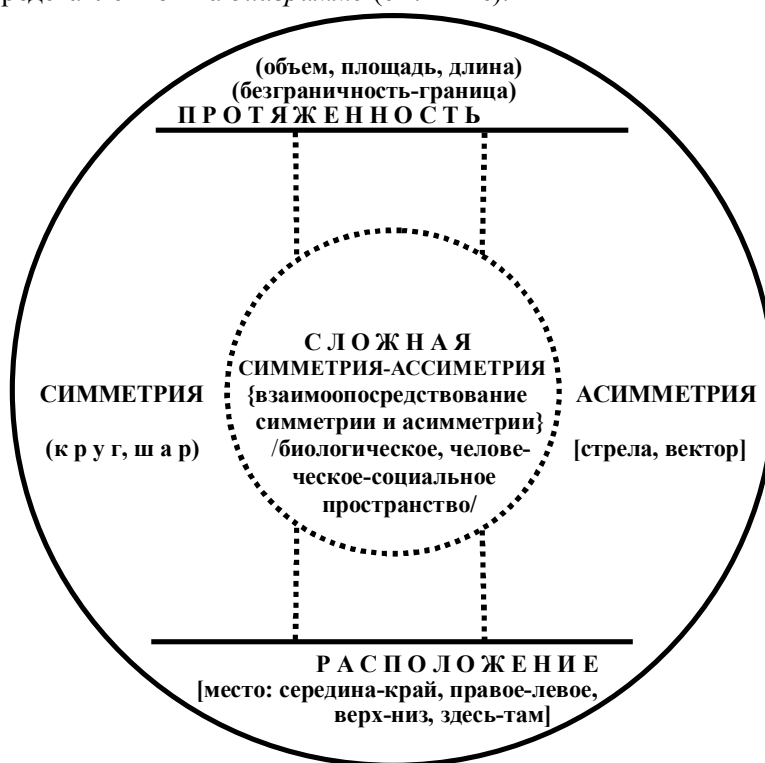 (объем, площадь, длина)
(безграничность-граница)
П Р О Т Я Ж Е Н Н О С Т Ь
С Л О Ж Н А Я
СИММЕТРИЯ-АССИМЕТРИЯ
СИММЕТРИЯ
{взаимоопосредствование
АСИММЕТРИЯ
симметрии и асимметрии}
(к р у г, ш а р)
/биологическое, челове-
[стрела, вектор]
ческое-социальное
пространство/
Р А С П О Л О Ж Е Н И Е
[место: середина-край, правое-левое,
верх-низ, здесь-там]